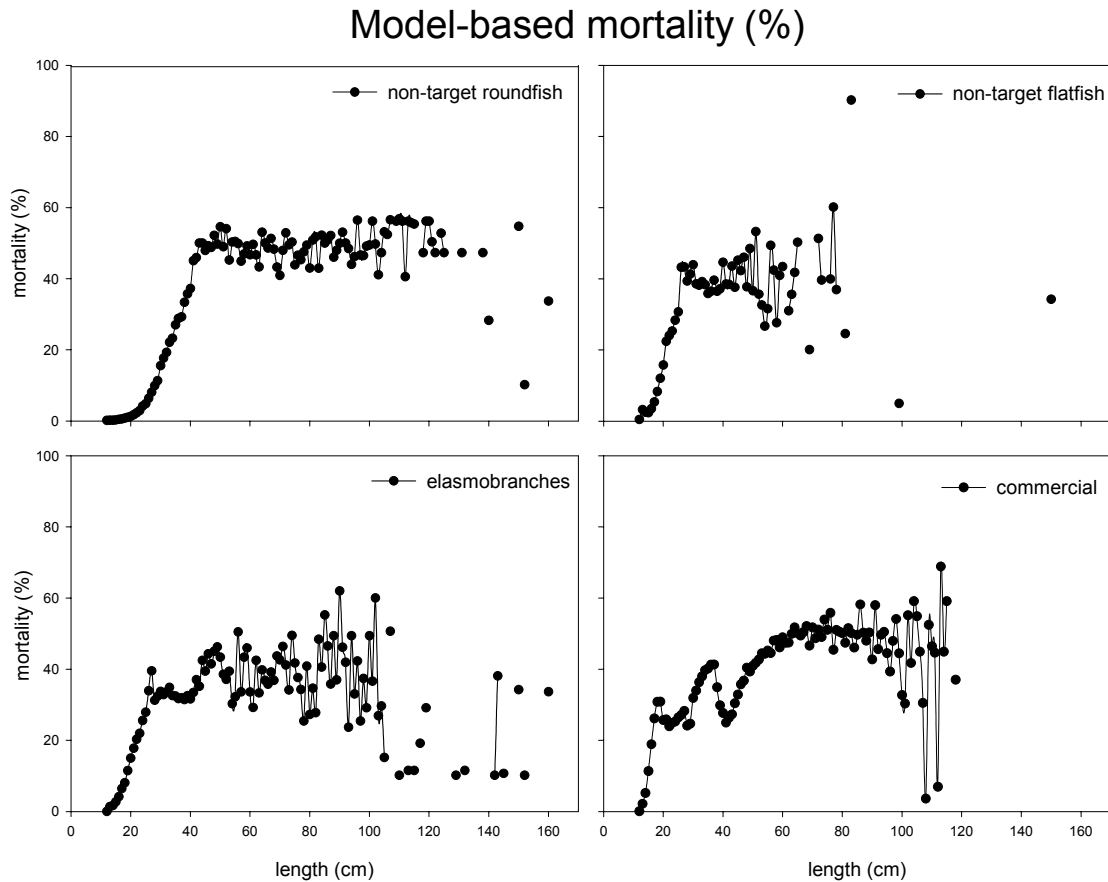 Model-based mortality (%)
100
80
60
40
20
0
mortality (%)
non-target roundfish
non-target flatfish
100
80
60
40
20
0
mortality (%)
elasmobranches
commercial
0 20 40 60 80 100 120 140 160
0 20 40 60 80 100 120 140 160
length (cm)
length (cm)